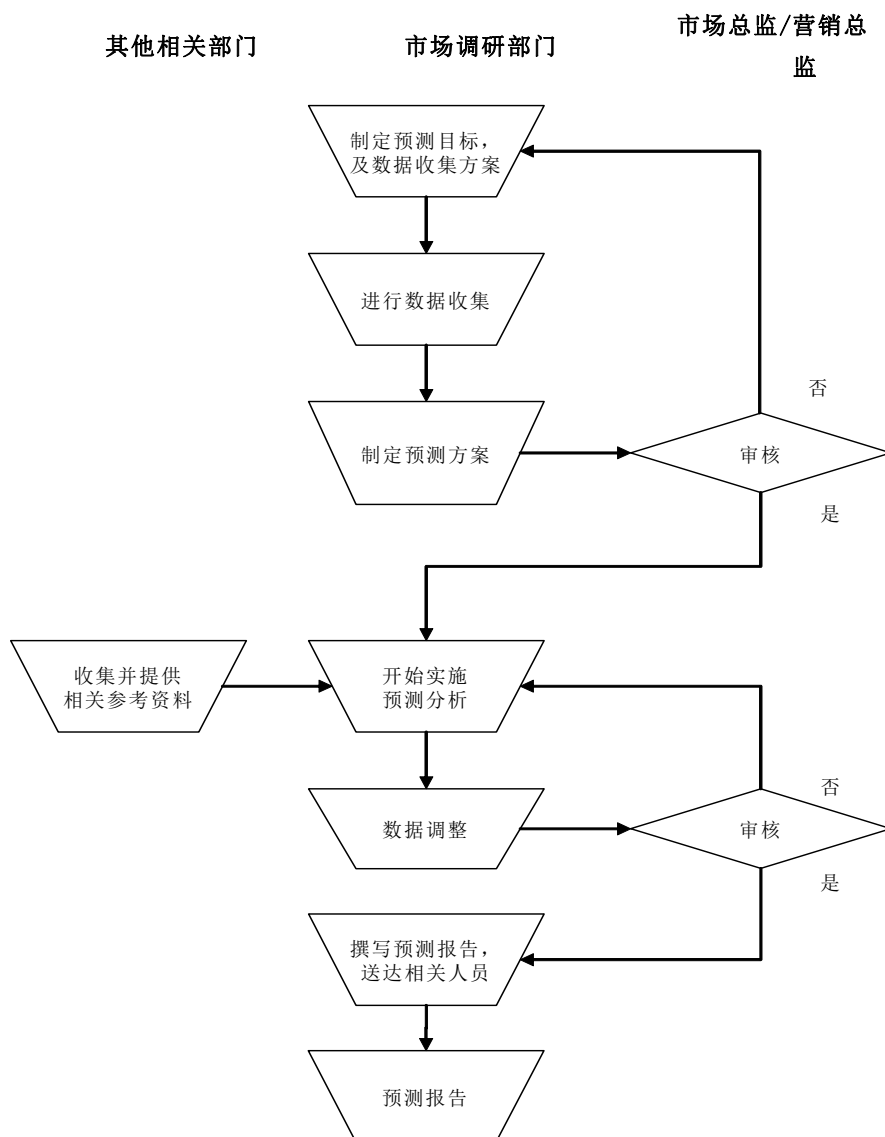 其他相关部门
市场调研部门
市场总监/营销总
监
制定预测目标，
及数据收集方案
进行数据收集
否
制定预测方案
审核
是
收集并提供
相关参考资料
开始实施
预测分析
否
数据调整
审核
是
撰写预测报告，
送达相关人员
预测报告